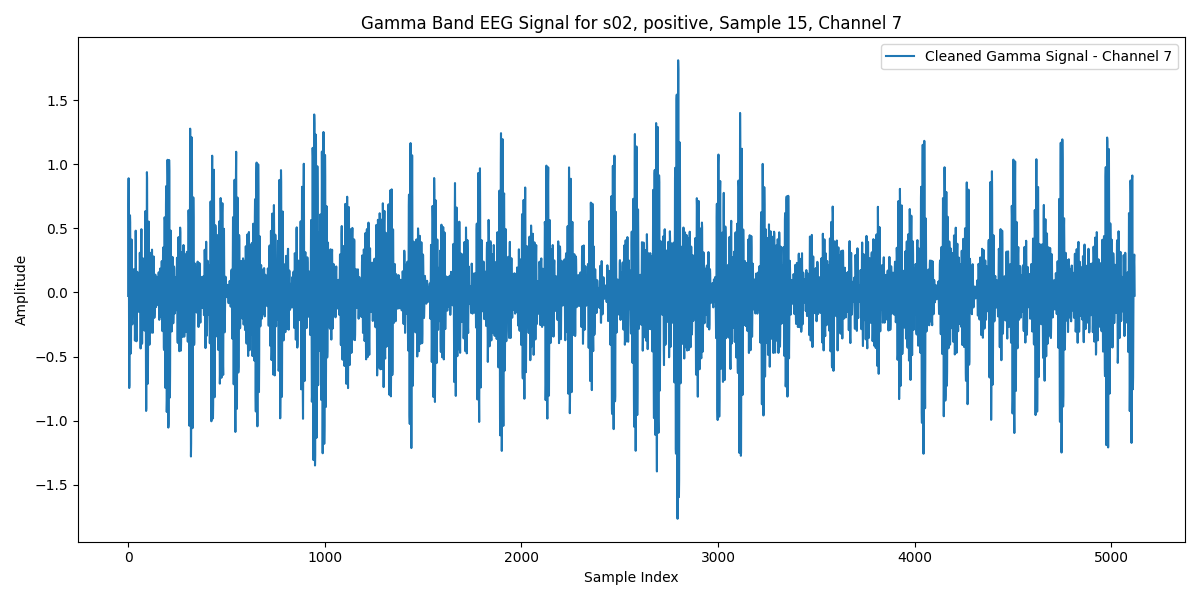 Gamma Band EEG Signal for s02, positive, Sample 15, Channel 7
Cleaned Gamma Signal - Channel 7
1.5
1.0
0.5
0.0
−0.5
−1.0
−1.5
Amplitude
0 1000 2000 3000 4000 5000
Sample Index